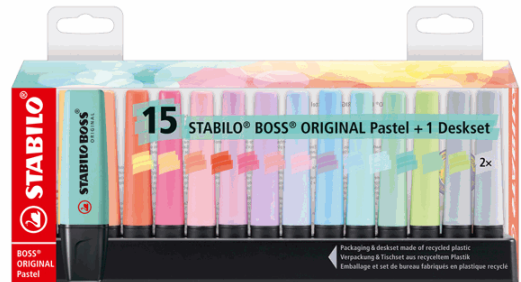 STABILO®
BOSS®
ORIGINAL
Pastel
STABILO BOSS
ORIGINAL
15 STABILO® BOSS® ORIGINAL Pastel + 1 Deskset
2x
Packaging & deskset made of recycled plastic
Verpackung & Tischset aus recyceltem Plastik
Emballage et set de bureau fabriqués en plastique recyclé